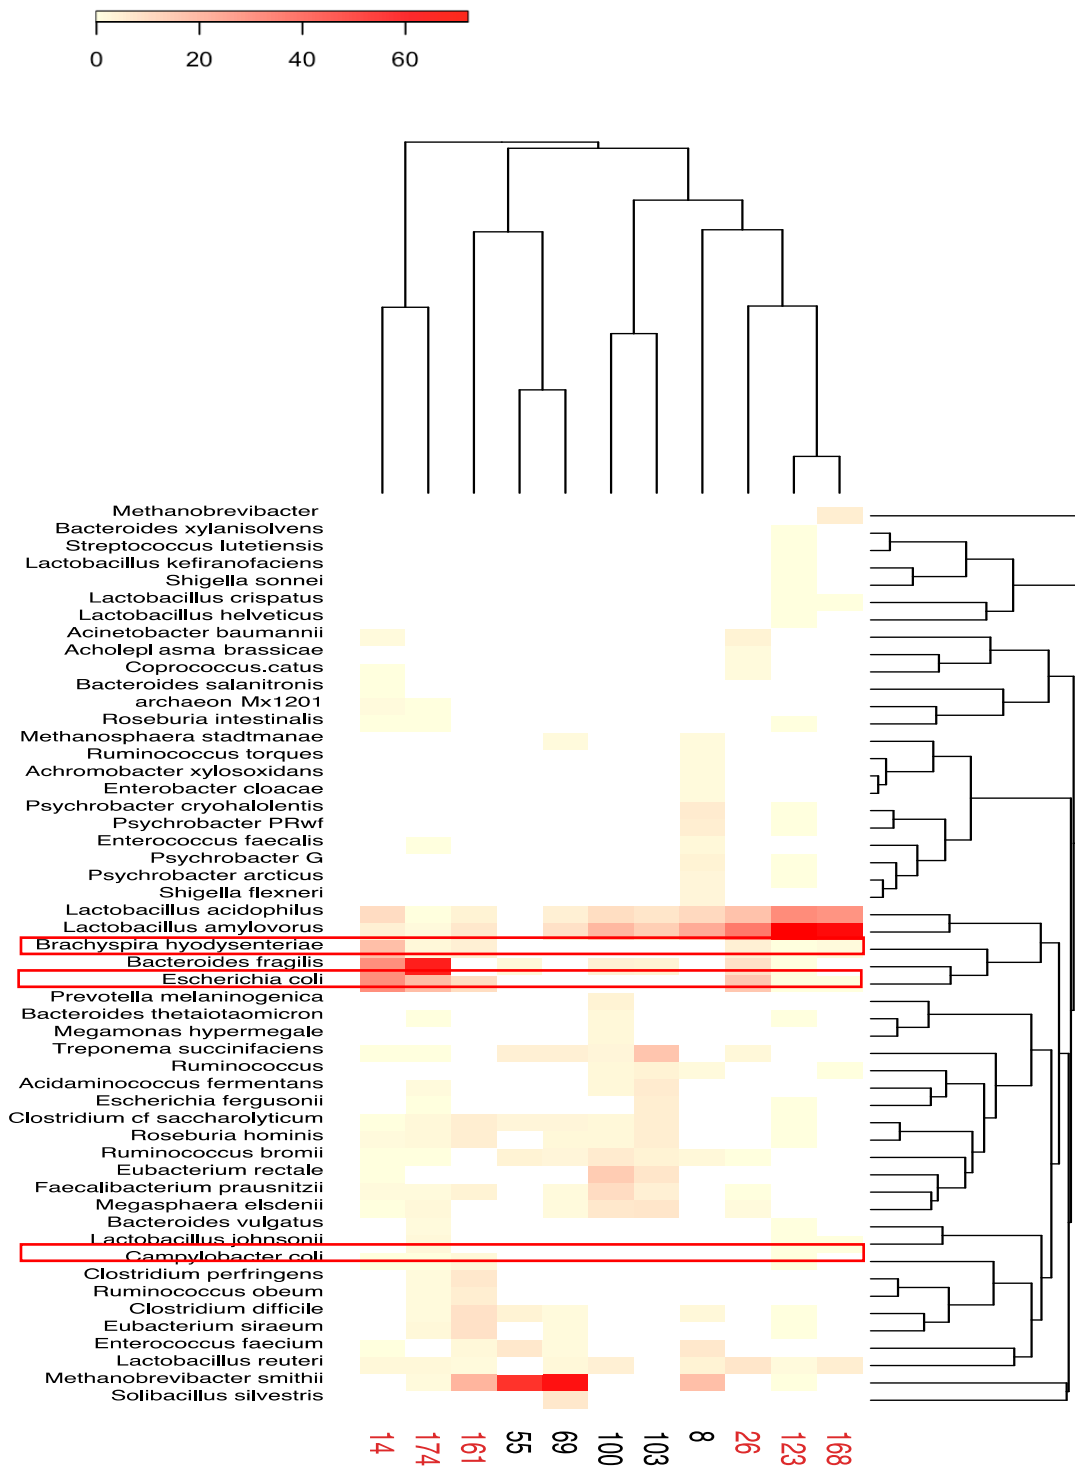 0 20 40 60
Methanobrevibacter
Bacteroides xylanisolvens
Streptococcus lutetiensis
Lactobacillus kefiranofaciens
Shigella sonnei
Lactobacillus crispatus
Lactobacillus helveticus
Acinetobacter baumannii
Acholepl asma brassicae
Coprococcus.catus
Bacteroides salanitronis
archaeon Mx1201
Roseburia intestinalis
Methanosphaera stadtmanae
Ruminococcus torques
Achromobacter xylosoxidans
Enterobacter cloacae
Psychrobacter cryohalolentis
Psychrobacter PRwf
Enterococcus faecalis
Psychrobacter G
Psychrobacter arcticus
Shigella flexneri
Lactobacillus acidophilus
Lactobacillus amylovorus
Brachyspira hyodysenteriae
Bacteroides fragilis
Escherichia coli
Prevotella melaninogenica
Bacteroides thetaiotaomicron
Megamonas hypermegale
Treponema succinifaciens
Ruminococcus
Acidaminococcus fermentans
Escherichia fergusonii
Clostridium cf saccharolyticum
Roseburia hominis
Ruminococcus bromii
Eubacterium rectale
Faecalibacterium prausnitzii
Megasphaera elsdenii
Bacteroides vulgatus
Lactobacillus johnsonii
Campylobacter coli
Clostridium perfringens
Ruminococcus obeum
Clostridium difficile
Eubacterium siraeum
Enterococcus faecium
Lactobacillus reuteri
Methanobrevibacter smithii
Solibacillus silvestris
14 174 161 55 69 100 103 8 26 123 168